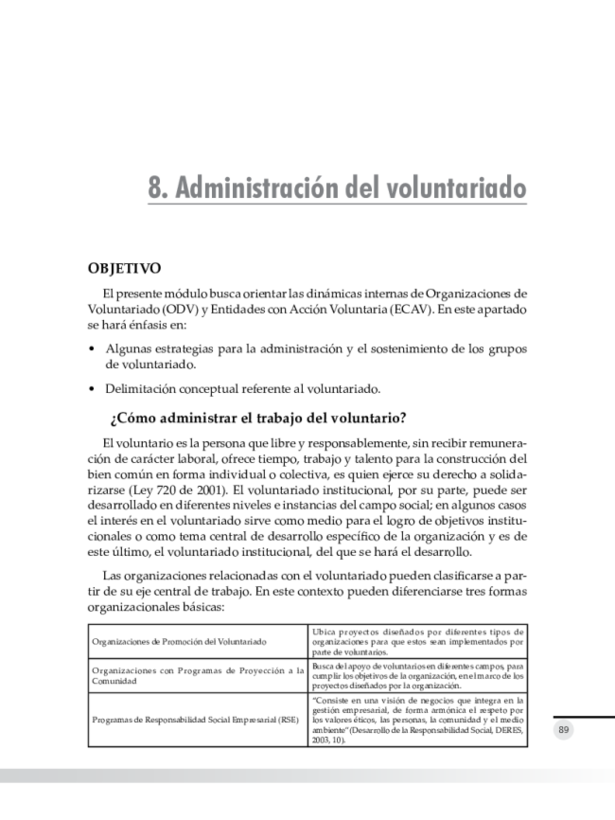 8. Administración del voluntariado
OBJETIVO
El presente módulo busca orientar las dinámicas internas de Organizaciones de
Voluntariado (ODV) y Entidades con Acción Voluntaria (ECAV). En este apartado
se hará énfasis en:
• Algunas estrategias para la administración y el sostenimiento de los grupos
de voluntariado.
• Delimitación conceptual referente al voluntariado.
¿Cómo administrar el trabajo del voluntario?
El voluntario es la persona que libre y responsablemente, sin recibir remunera-
ción de carácter laboral, ofrece tiempo, trabajo y talento para la construcción del
bien común en forma individual o colectiva, es quien ejerce su derecho a solida-
rizarse (Ley 720 de 2001). El voluntariado institucional, por su parte, puede ser
desarrollado en diferentes niveles e instancias del campo social; en algunos casos
el interés en el voluntariado sirve como medio para el logro de objetivos institu-
cionales o como tema central de desarrollo específico de la organización y es de
este último, el voluntariado institucional, del que se hará el desarrollo.
Las organizaciones relacionadas con el voluntariado pueden clasificarse a par-
tir de su eje central de trabajo. En este contexto pueden diferenciarse tres formas
organizacionales básicas:
Organizaciones de Promoción del Voluntariado
Ubica proyectos diseñados por diferentes tipos de
organizaciones para que estos sean implementados por
parte de voluntarios.
Organizaciones con Programas de Proyección a la
Comunidad
Busca del apoyo de voluntarios en diferentes campos, para
cumplir los objetivos de la organización, en el marco de los
proyectos diseñados por la organización.
Programas de Responsabilidad Social Empresarial (RSE)
"Consiste en una visión de negocios que integra en la
gestión empresarial, de forma armónica el respeto por
los valores éticos, las personas, la comunidad y el medio
ambiente" (Desarrollo de la Responsabilidad Social, DERES,
2003, 10).
89